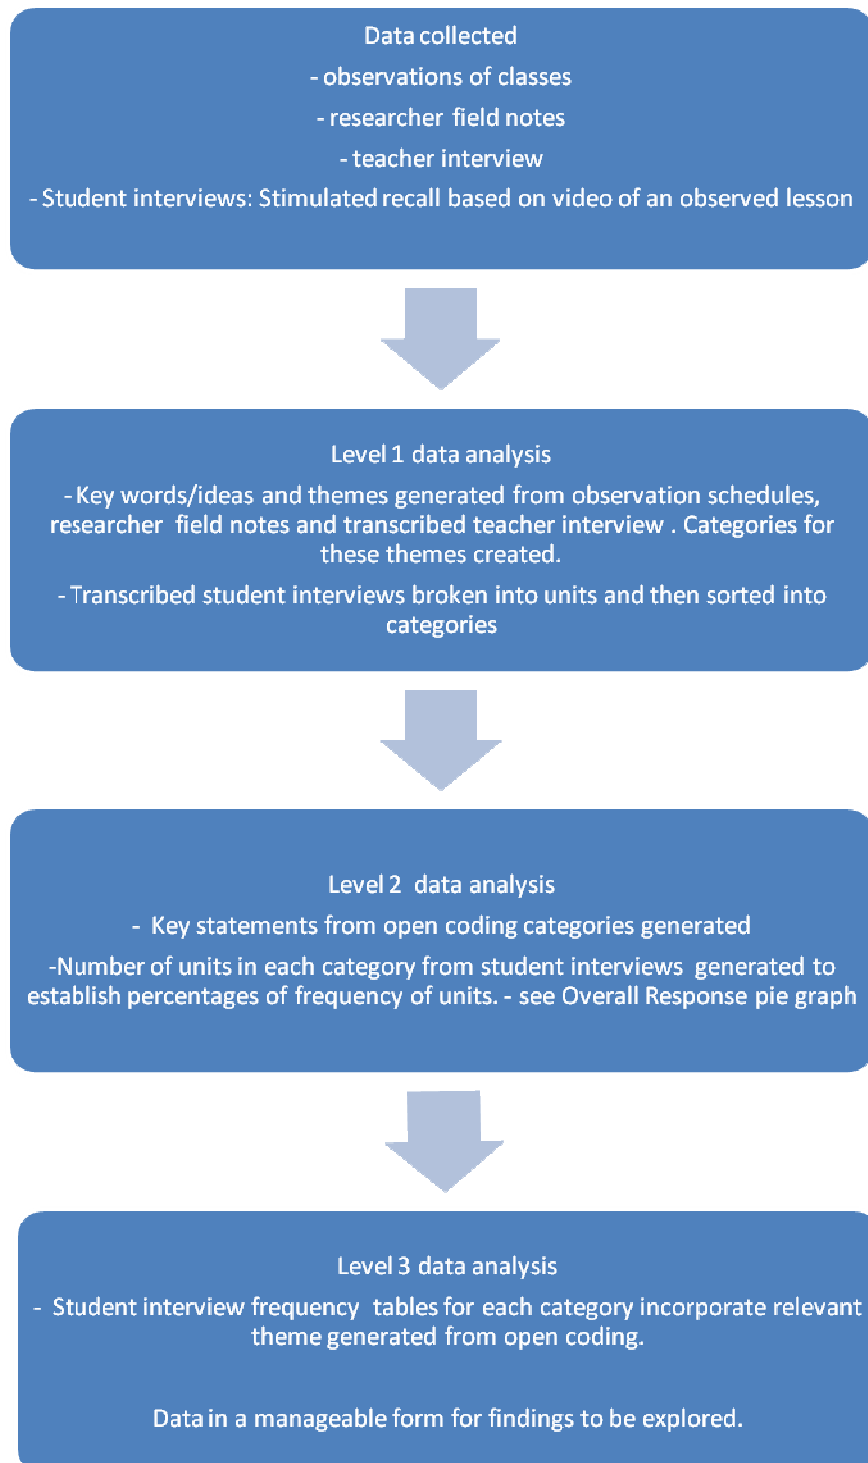 Data collected
- observations of classes
- researcher field notes
- teacher interview
- Student interviews: Stimulated recall based on video of an observed lesson
Level 1 data analysis
- Key words/ideas and themes generated from observation schedules,
researcher field notes and transcribed teacher interview . Categories for
these themes created.
- Transcribed student interviews broken into units and then sorted into
categories
Level 2 data analysis
- Key statements from open coding categories generated
-Number of units in each category from student interviews generated to
establish percentages of frequency of units. - see Overall Response pie graph
Level 3 data analysis
- Student interview frequency tables for each category incorporate relevant
theme generated from open coding.
Data in a manageable form for findings to be explored.